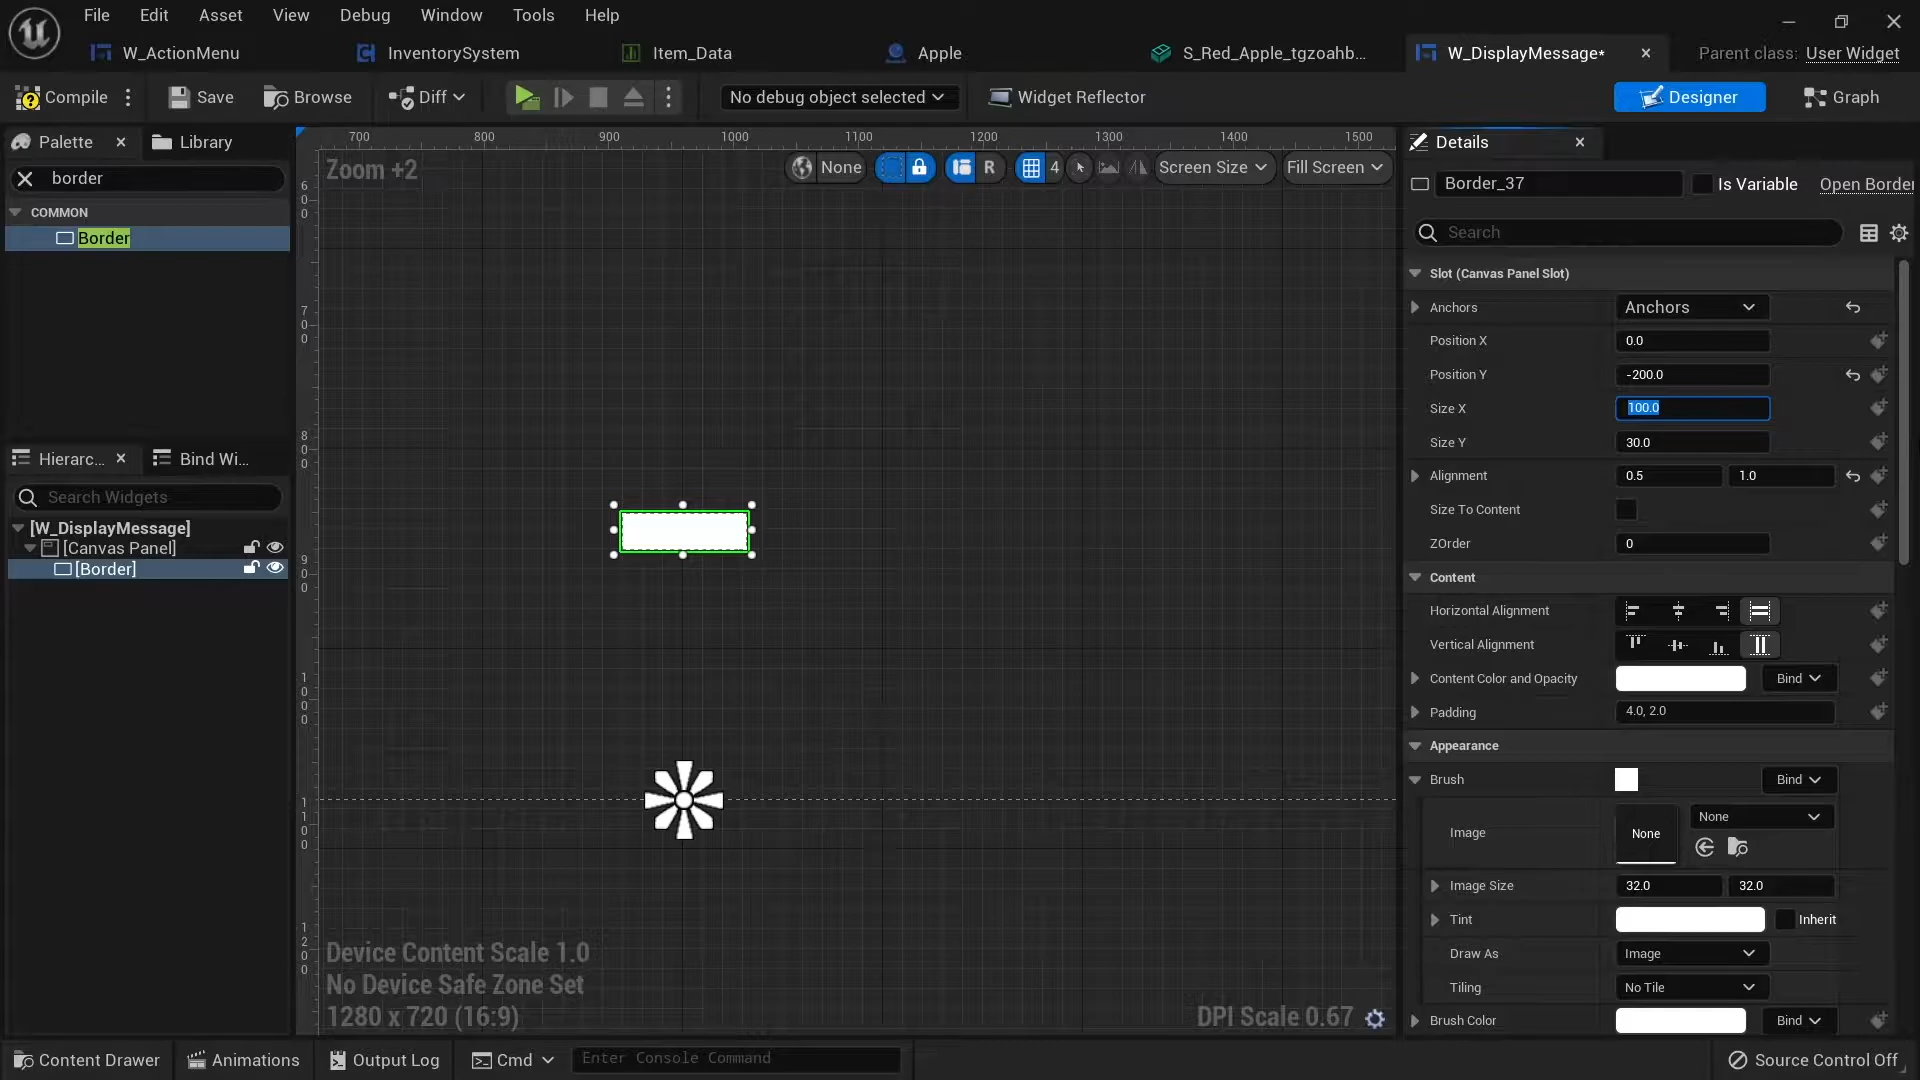 File Edit Asset View Debug Window Tools Help
W_ActionMenu InventorySystem Item_Data Apple S_Red_Apple_tgzoahb... W_DisplayMessage* Parent class: User Widget
Compile Save Browse Diff No debug object selected Widget Reflector Designer Graph
Palette Library
border
COMMON
Border
Hierarc... Bind Wi...
Search Widgets
[W_DisplayMessage]
[Canvas Panel]
[Border]
700 800 900 1000 1100 1200 1300 1400 1500
Zoom +2
None R 4 Screen Size Fill Screen
600
700
800
900
1000
1100
1200
Device Content Scale 1.0
No Device Safe Zone Set
1280 x 720 (16:9)
DPI Scale 0.67
Details
Border_37 Is Variable Open Border
Search
Slot (Canvas Panel Slot)
Anchors Anchors
Position X 0.0
Position Y -200.0
Size X 100.0
Size Y 30.0
Alignment 0.5 1.0
Size To Content
ZOrder 0
Content
Horizontal Alignment
Vertical Alignment
Content Color and Opacity Bind
Padding 4.0, 2.0
Appearance
Brush Bind
Image None None
Image Size 32.0 32.0
Tint Inherit
Draw As Image
Tiling No Tile
Brush Color Bind
Content Drawer Animations Output Log Cmd Enter Console Command Source Control Off